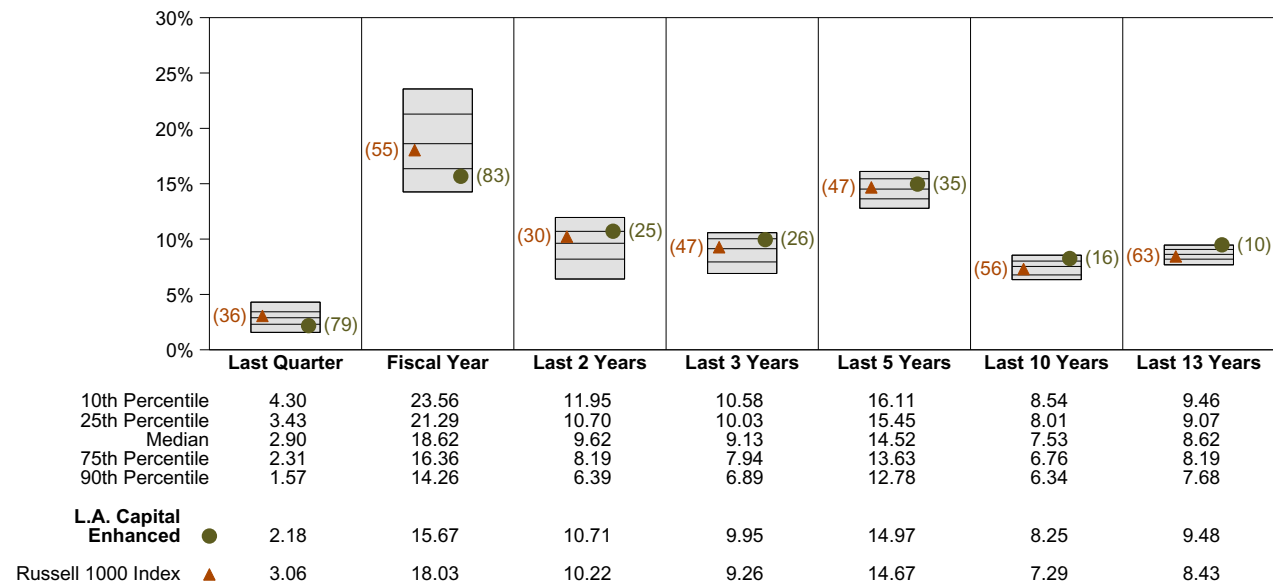 30%
25%
20%
15%
10%
5%
0%
(36)
(79)
(55)
(83)
(30)
(25)
(47)
(26)
(47)
(35)
(56)
(16)
(63)
(10)
Last Quarter Fiscal Year Last 2 Years Last 3 Years Last 5 Years Last 10 Years Last 13 Years
10th Percentile 4.30 23.56 11.95 10.58 16.11 8.54 9.46
25th Percentile 3.43 21.29 10.70 10.03 15.45 8.01 9.07
Median 2.90 18.62 9.62 9.13 14.52 7.53 8.62
75th Percentile 2.31 16.36 8.19 7.94 13.63 6.76 8.19
90th Percentile 1.57 14.26 6.39 6.89 12.78 6.34 7.68
L.A. Capital
Enhanced 2.18 15.67 10.71 9.95 14.97 8.25 9.48
Russell 1000 Index 3.06 18.03 10.22 9.26 14.67 7.29 8.43